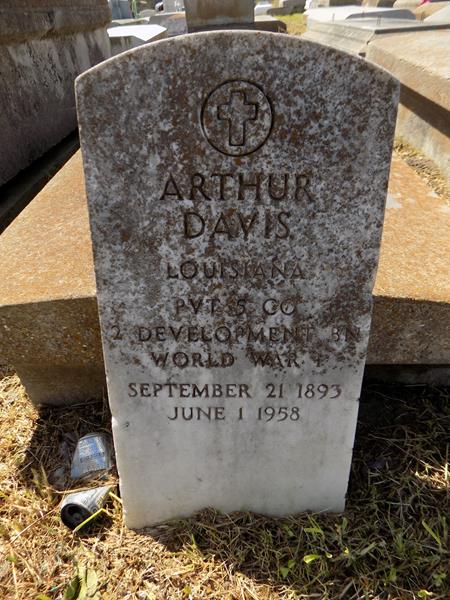 ARTHUR
DAVIS
LOUISIANA
PVT 5 CO
2 DEVELOPMENT BN
WORLD WAR I
SEPTEMBER 21 1893
JUNE 1 1958